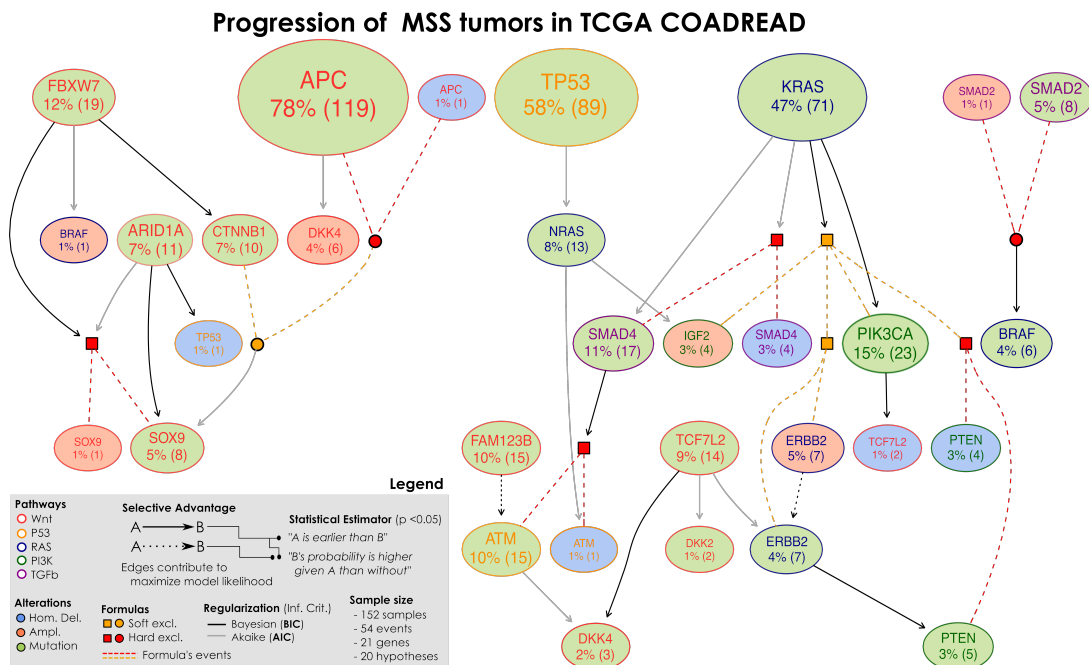 Progression of MSS tumors in TCGA COADREAD
FBXW7
12% (19)
APC
78% (119)
APC
1% (1)
TP53
58% (89)
KRAS
47% (71)
SMAD2
1% (1)
SMAD2
5% (8)
BRAF
1% (1)
ARID1A
7% (11)
CTNNB1
7% (10)
DKK4
4% (6)
NRAS
8% (13)
TP53
1% (1)
SMAD4
11% (17)
IGF2
3% (4)
SMAD4
3% (4)
PIK3CA
15% (23)
BRAF
4% (6)
SOX9
1% (1)
SOX9
5% (8)
FAM123B
10% (15)
TCF7L2
9% (14)
ERBB2
5% (7)
TCF7L2
1% (2)
PTEN
3% (4)
ATM
10% (15)
ATM
1% (1)
DKK2
1% (2)
ERBB2
4% (7)
DKK4
2% (3)
PTEN
3% (5)
Legend
Pathways
Wnt
P53
RAS
PI3K
TGFb
Selective Advantage
A B
A B
Edges contribute to
maximize model likelihood
Statistical Estimator (p <0.05)
"A is earlier than B"
"B's probability is higher
given A than without"
Alterations
Hom. Del.
Ampl.
Mutation
Formulas
Soft excl.
Hard excl.
Formula's events
Regularization (Inf. Crit.)
Bayesian (BIC)
Akaike (AIC)
Sample size
- 152 samples
- 54 events
- 21 genes
- 20 hypotheses